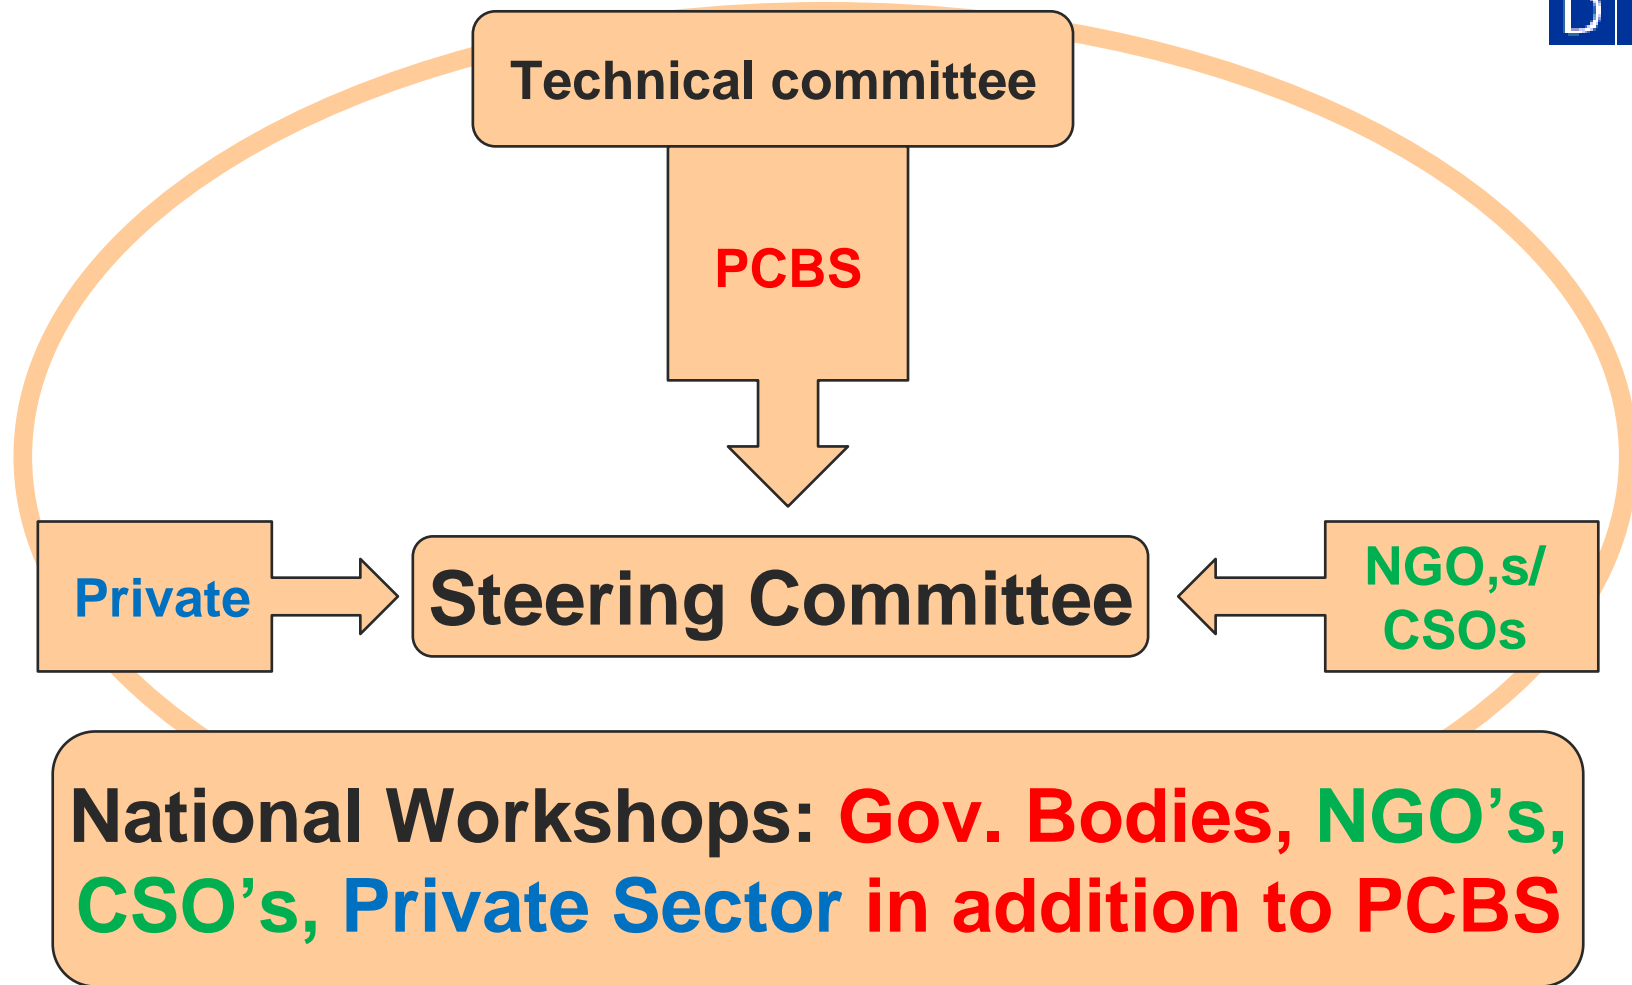 D
Technical committee
PCBS
Private
Steering Committee
NGO,s/
CSOs
National Workshops: Gov. Bodies, NGO’s,
CSO’s, Private Sector in addition to PCBS